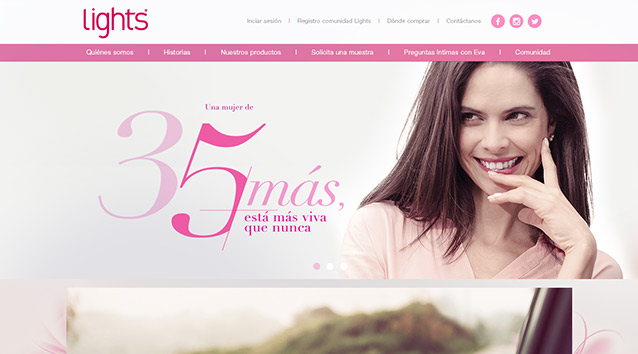 lights
Inciar sesión | Registro comunidad Lights | Dónde comprar | Contáctanos
Quiénes somos | Historias | Nuestros productos | Solicita una muestra | Preguntas íntimas con Eva | Comunidad
Una mujer de
35 más,
está más viva
que nunca